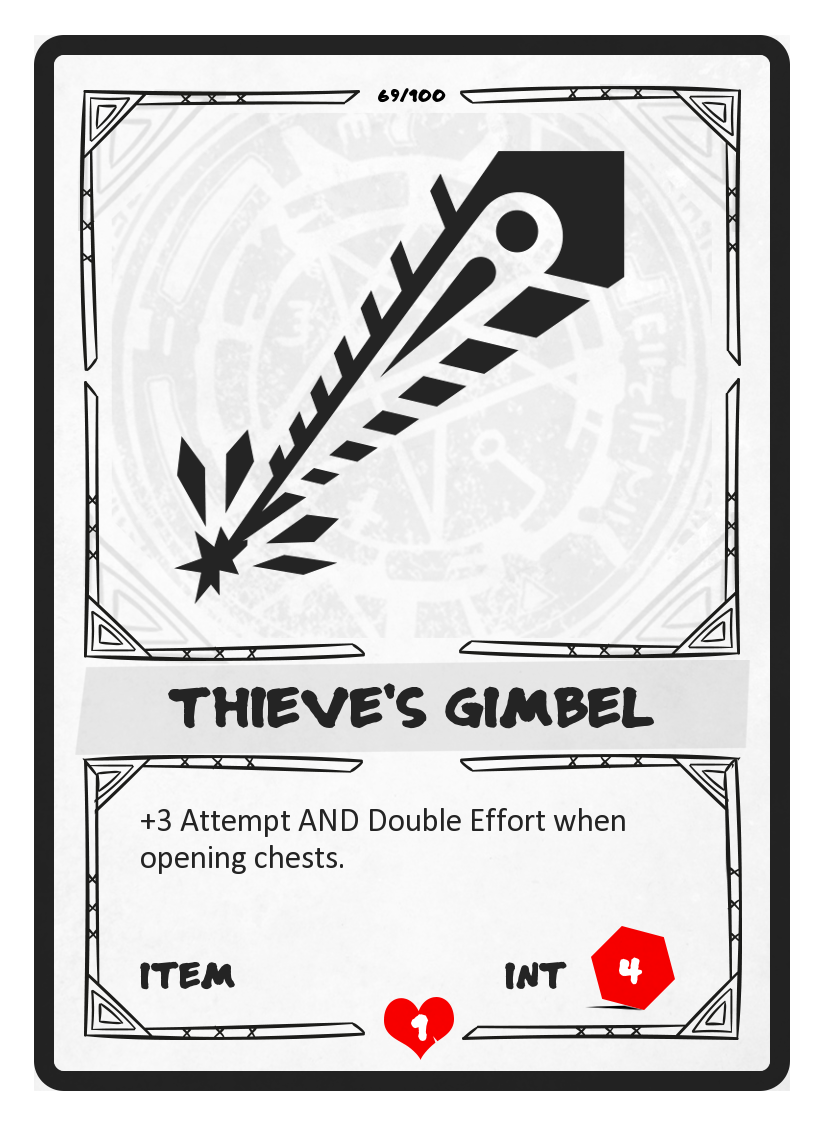 69/100
THIEVE'S GIMBEL
+3 Attempt AND Double Effort when
opening chests.
ITEM
INT
4
1